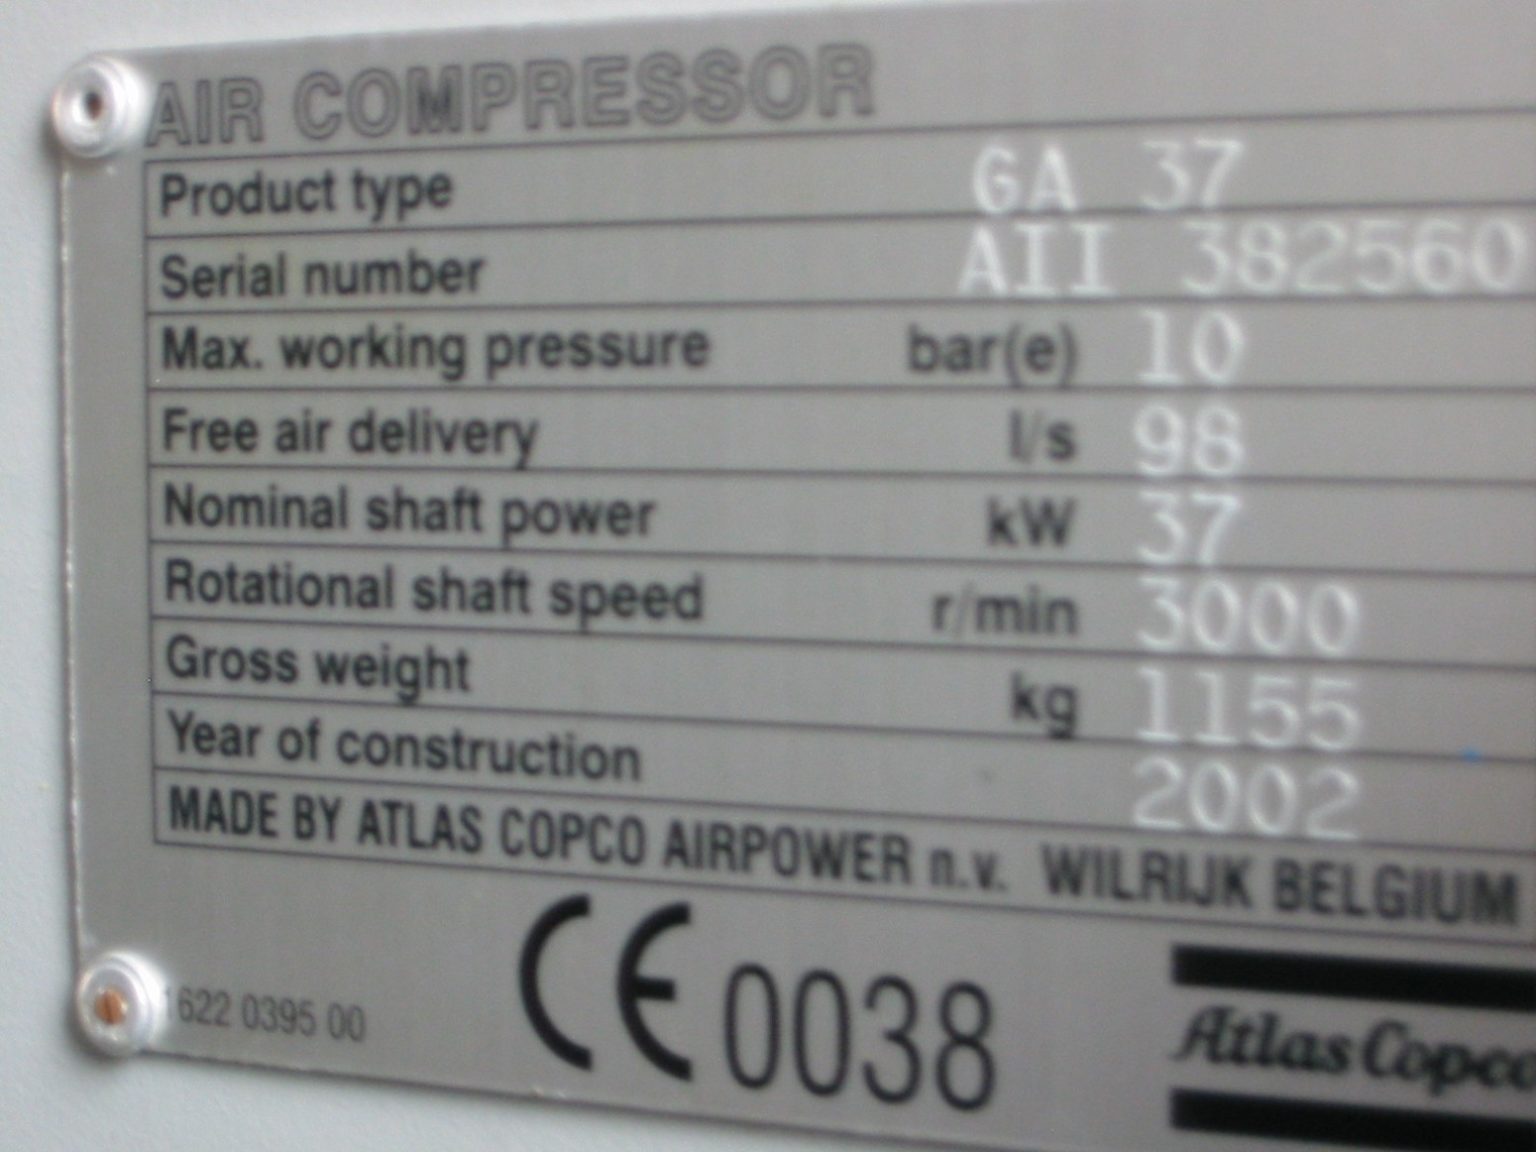 AIR COMPRESSOR
Product type GA 37
Serial number AII 382560
Max. working pressure bar(e) 10
Free air delivery l/s 98
Nominal shaft power kW 37
Rotational shaft speed r/min 3000
Gross weight kg 1155
Year of construction 2002
MADE BY ATLAS COPCO AIRPOWER n.v. WILRIJK BELGIUM
CE 0038
1622 0395 00
Atlas Copco